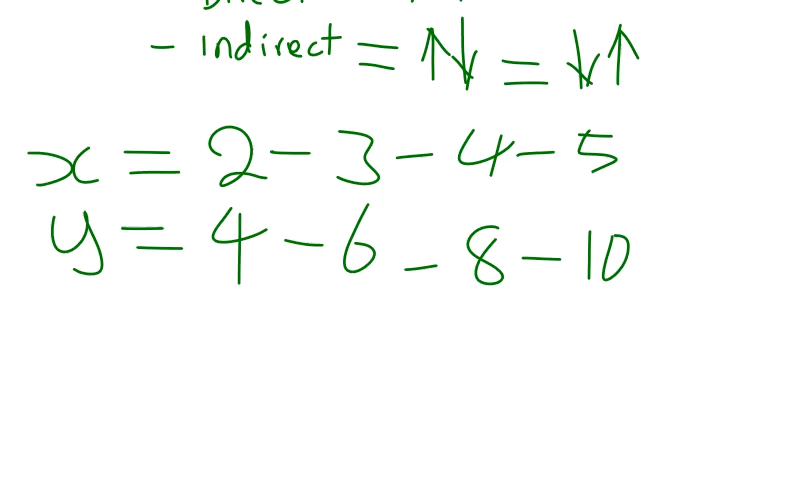 - indirect = ↑↓ = ↓↑
x = 2 - 3 - 4 - 5
y = 4 - 6 - 8 - 10